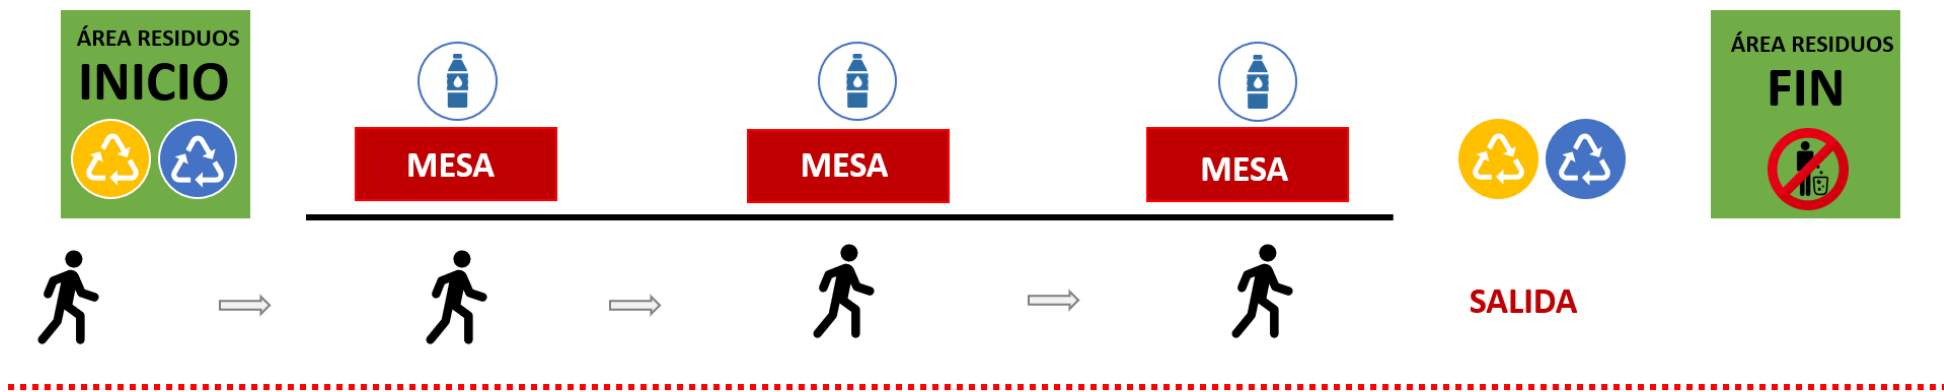 ÁREA RESIDUOS
INICIO
MESA
MESA
MESA
ÁREA RESIDUOS
FIN
SALIDA